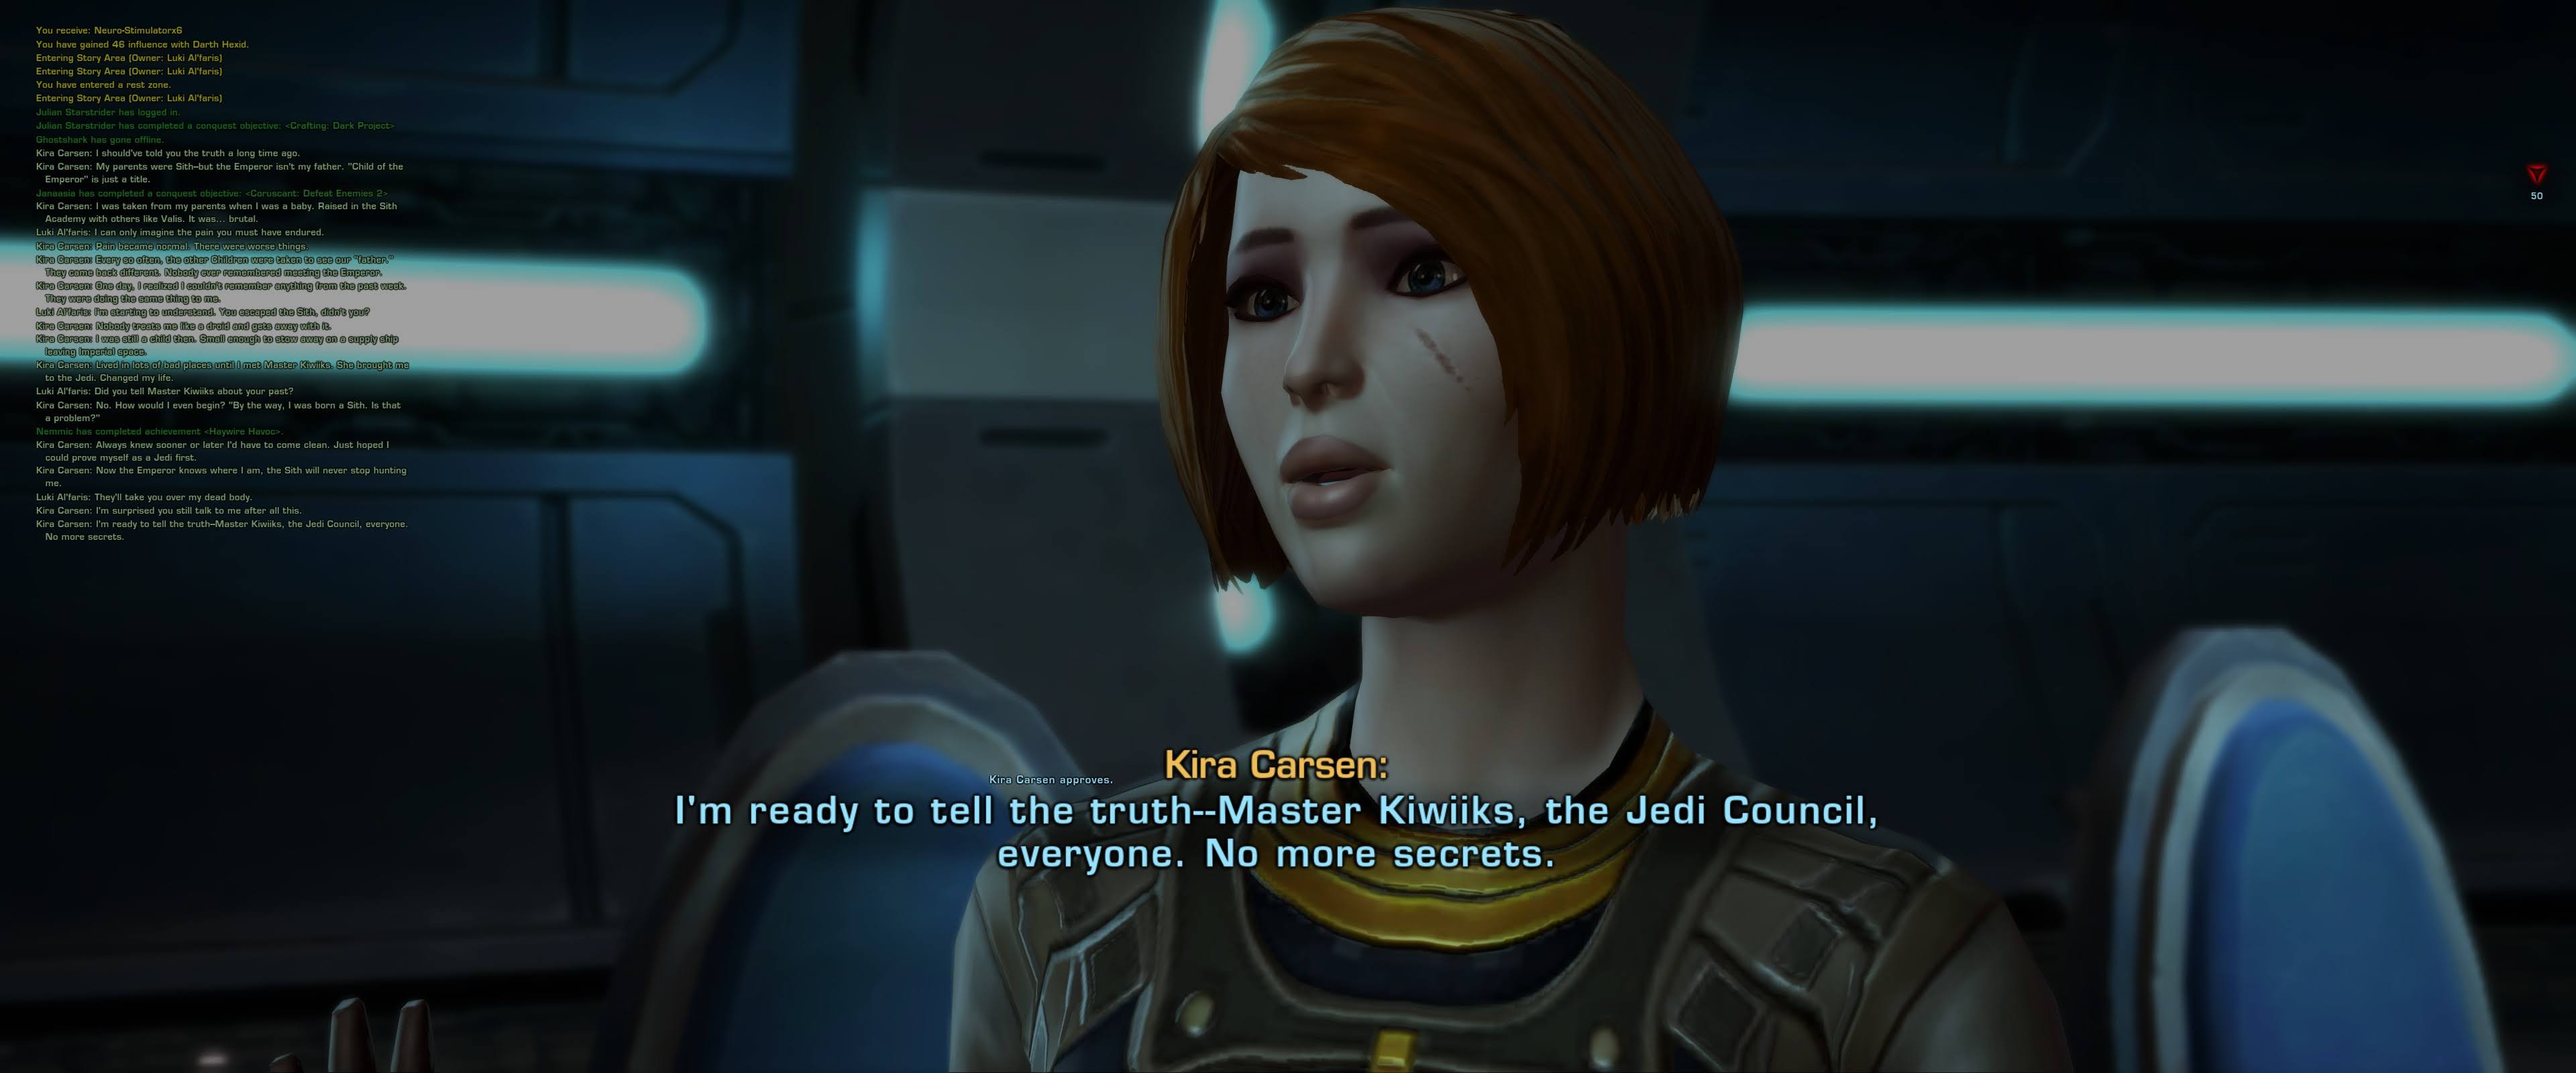 You receive: Neuro-Stimulatorx6
You have gained 46 influence with Darth Hexid.
Entering Story Area (Owner: Luki Al'faris)
Entering Story Area (Owner: Luki Al'faris)
You have entered a rest zone.
Entering Story Area (Owner: Luki Al'faris)
Julian Starstrider has logged in.
Julian Starstrider has completed a conquest objective: <Crafting: Dark Project>
Ghostshark has gone offline.
Kira Carsen: I should've told you the truth a long time ago.
Kira Carsen: My parents were Sith--but the Emperor isn't my father. "Child of the
Emperor" is just a title.
Janaasia has completed a conquest objective: <Coruscant: Defeat Enemies 2>
Kira Carsen: I was taken from my parents when I was a baby. Raised in the Sith
Academy with others like Valis. It was... brutal.
Luki Al'faris: I can only imagine the pain you must have endured.
Kira Carsen: Pain became normal. There were worse things.
Kira Carsen: Every so often, the other Children were taken to see our "father."
They came back different. Nobody ever remembered meeting the Emperor.
Kira Carsen: One day, I realized I couldn't remember anything from the past week.
They were doing the same thing to me.
Luki Al'faris: I'm starting to understand. You escaped the Sith, didn't you?
Kira Carsen: Nobody treats me like a droid and gets away with it.
Kira Carsen: I was still a child then. Small enough to stow away on a supply ship
leaving Imperial space.
Kira Carsen: Lived in lots of bad places until I met Master Kiwiiks. She brought me
to the Jedi. Changed my life.
Luki Al'faris: Did you tell Master Kiwiiks about your past?
Kira Carsen: No. How would I even begin? "By the way, I was born a Sith. Is that
a problem?"
Nemmic has completed achievement <Haywire Havoc>.
Kira Carsen: Always knew sooner or later I'd have to come clean. Just hoped I
could prove myself as a Jedi first.
Kira Carsen: Now the Emperor knows where I am, the Sith will never stop hunting
me.
Luki Al'faris: They'll take you over my dead body.
Kira Carsen: I'm surprised you still talk to me after all this.
Kira Carsen: I'm ready to tell the truth--Master Kiwiiks, the Jedi Council, everyone.
No more secrets.
50
Kira Carsen approves.
Kira Carsen:
I'm ready to tell the truth--Master Kiwiiks, the Jedi Council,
everyone. No more secrets.